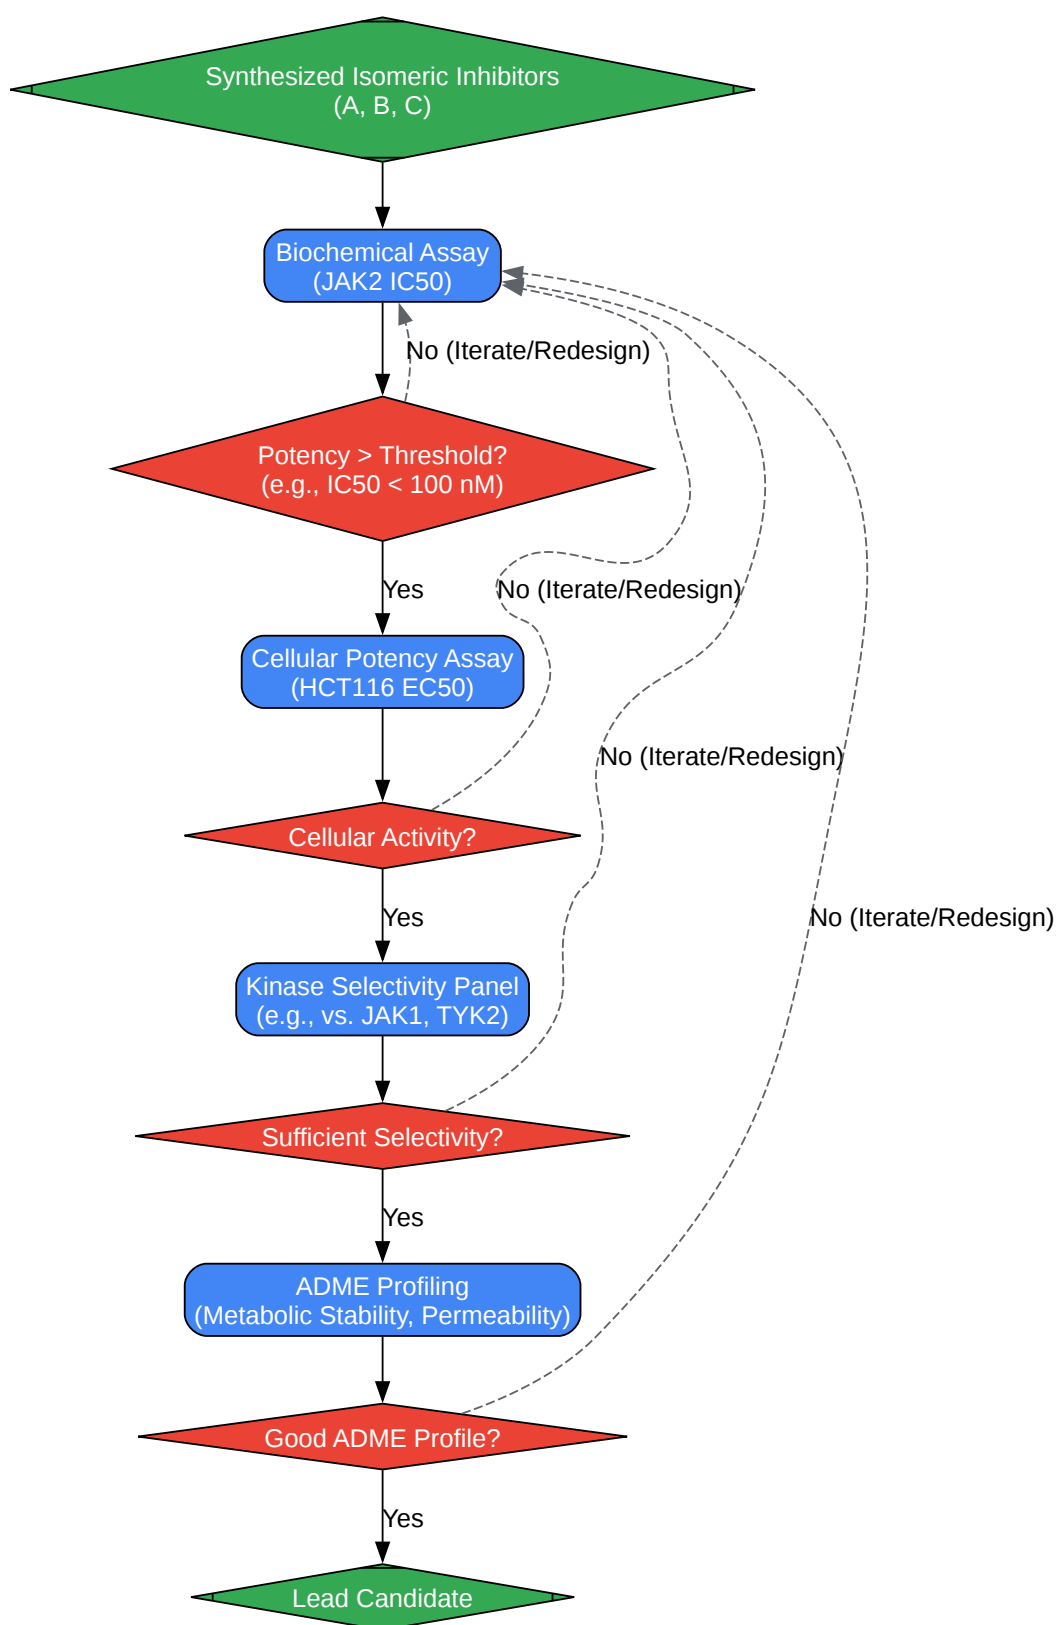 Synthesized Isomeric Inhibitors
(A, B, C)
Biochemical Assay
(JAK2 IC50)
No (Iterate/Redesign)
Potency > Threshold?
(e.g., IC50 < 100 nM)
Yes
No (Iterate/Redesign)
Cellular Potency Assay
(HCT116 EC50)
No (Iterate/Redesign)
Cellular Activity?
Yes
No (Iterate/Redesign)
Kinase Selectivity Panel
(e.g., vs. JAK1, TYK2)
Sufficient Selectivity?
Yes
ADME Profiling
(Metabolic Stability, Permeability)
Good ADME Profile?
Yes
Lead Candidate